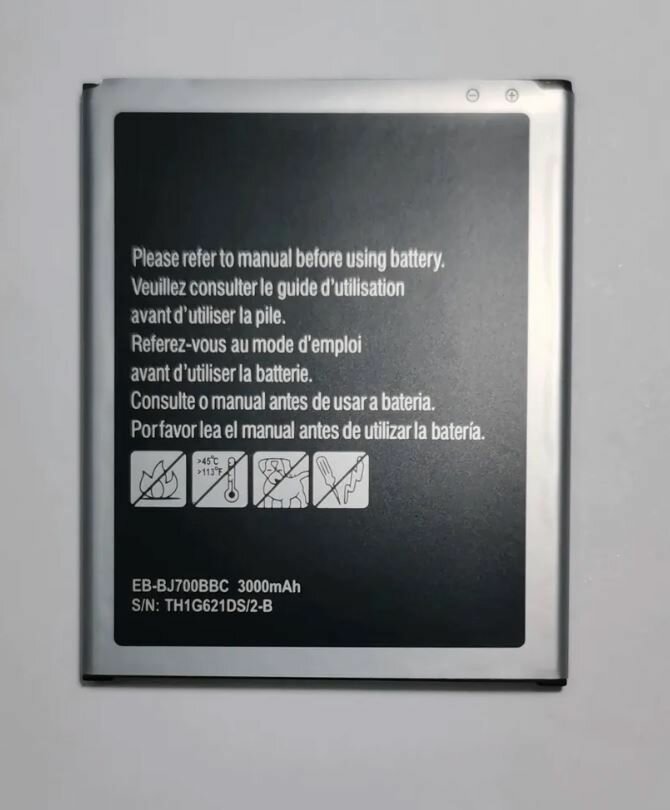 Please refer to manual before using battery.
Veuillez consulter le guide d'utilisation
avant d'utiliser la pile.
Referez-vous au mode d'emploi
avant d'utiliser la batterie.
Consulte o manual antes de usar a bateria.
Por favor lea el manual antes de utilizar la batería.
>45°C
>113°F
EB-BJ700BBC 3000mAh
S/N: TH1G621DS/2-B